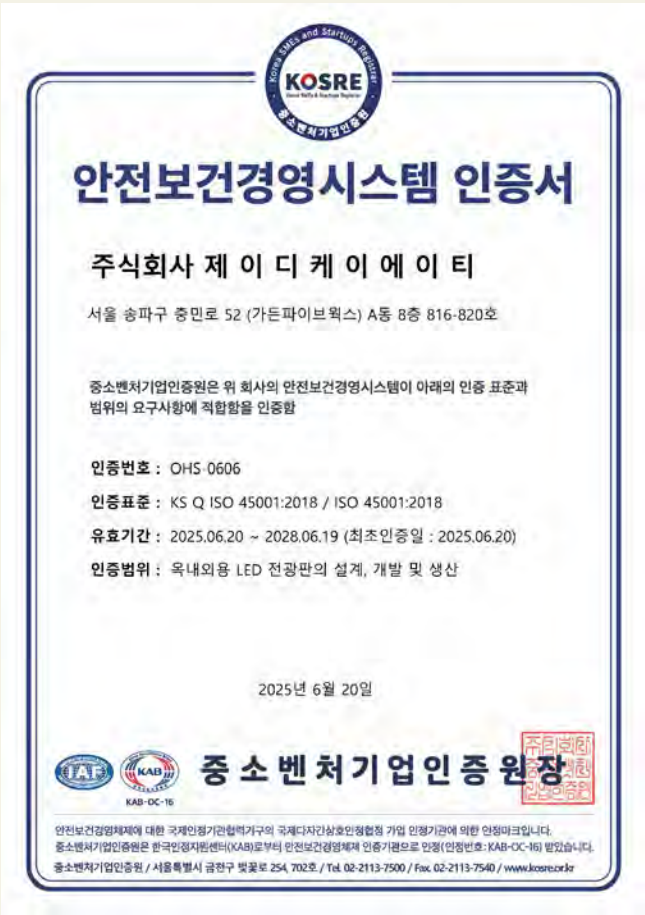 Korea SMEs and Startups Registrar
KOSRE
중소벤처기업인증원
안전보건경영시스템 인증서
주식회사 제 이 디 케 이 에 이 티
서울 송파구 충민로 52 (가든파이브웍스) A동 8층 816-820호
중소벤처기업인증원은 위 회사의 안전보건경영시스템이 아래의 인증 표준과
범위의 요구사항에 적합함을 인증함
인증번호 : OHS-0606
인증표준 : KS Q ISO 45001:2018 / ISO 45001:2018
유효기간 : 2025.06.20 ~ 2028.06.19 (최초인증일 : 2025.06.20)
인증범위 : 옥내외용 LED 전광판의 설계, 개발 및 생산
2025년 6월 20일
IAF
KAB
KAB-OC-16
중소벤처기업인증원장
안전보건경영체제에 대한 국제인정기관협력기구의 국제다자간상호인정협정 가입 인정기관에 의한 인정마크입니다.
중소벤처기업인증원은 한국인정지원센터(KAB)로부터 안전보건경영체제 인증기관으로 인정(인정번호: KAB-OC-16) 받았습니다.
중소벤처기업인증원 / 서울특별시 금천구 벚꽃로 254, 702호 / Tel. 02-2113-7500 / Fax. 02-2113-7540 / www.kosre.or.kr